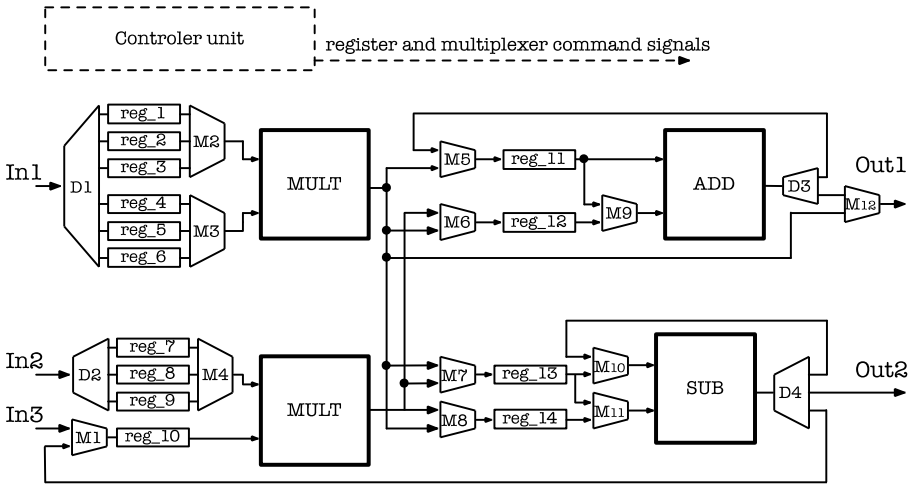 Controler unit
register and multiplexer command signals
In1
D1
reg_1
reg_2
reg_3
reg_4
reg_5
reg_6
M2
M3
MULT
M5
M6
reg_11
reg_12
M9
ADD
D3
M12
Out1
In2
In3
D2
M1
reg_7
reg_8
reg_9
reg_10
M4
MULT
M7
M8
reg_13
reg_14
M10
M11
SUB
D4
Out2